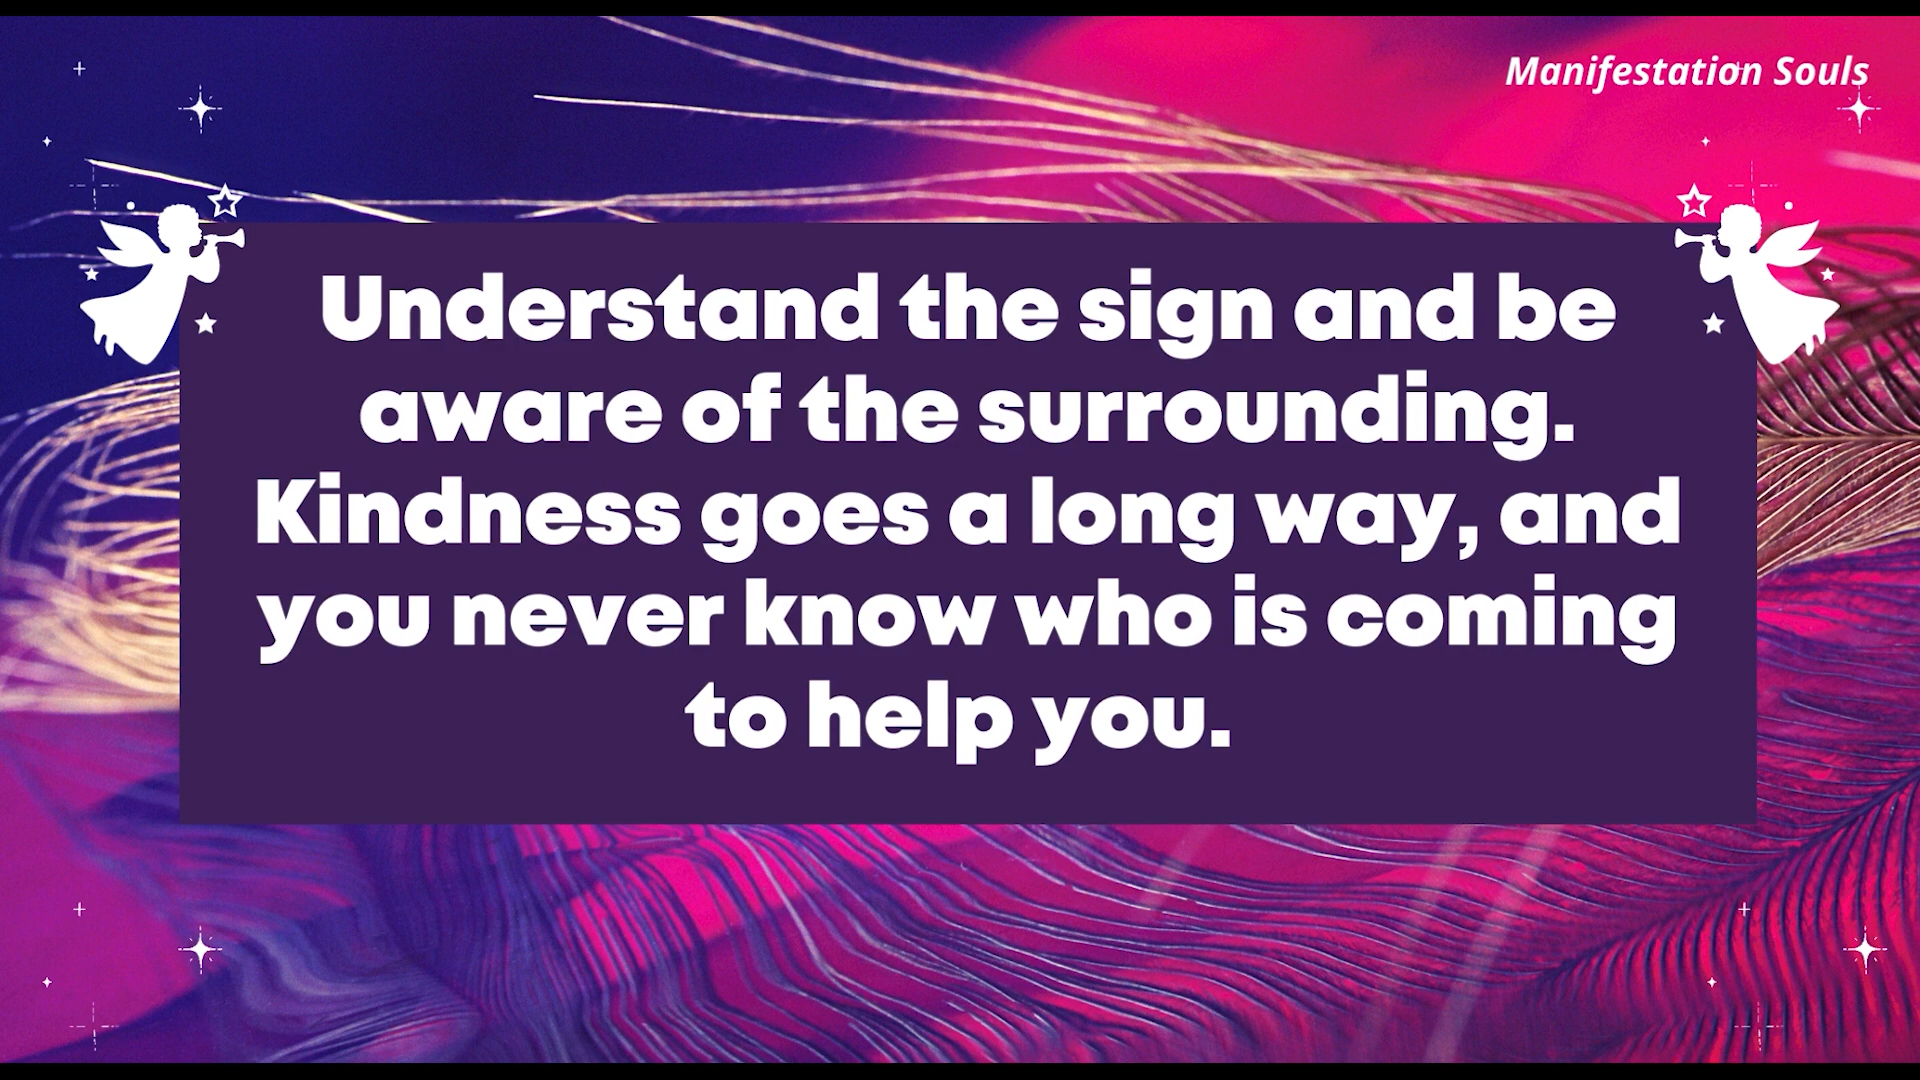 Manifestation Souls
Understand the sign and be
aware of the surrounding.
Kindness goes a long way, and
you never know who is coming
to help you.